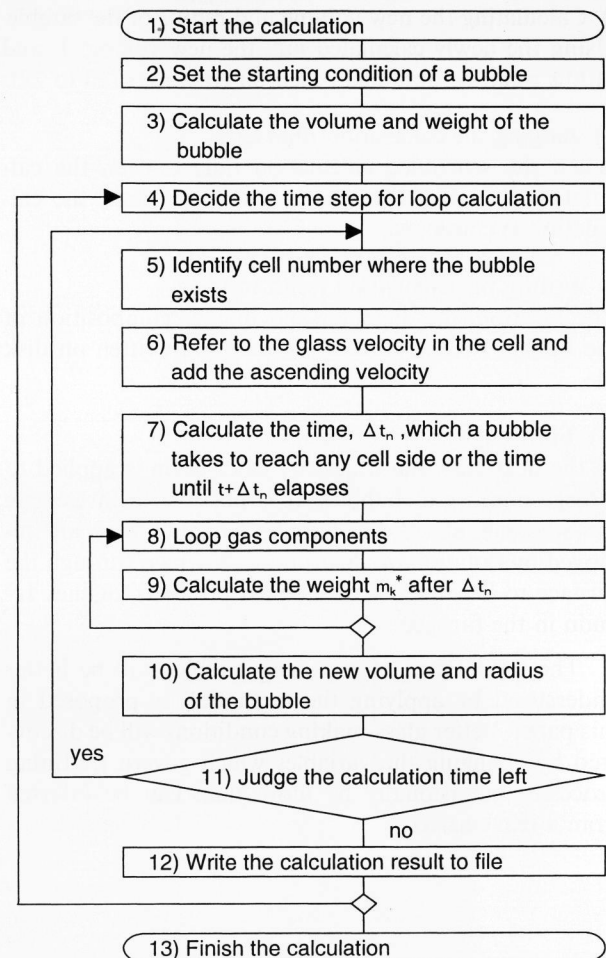 1) Start the calculation
2) Set the starting condition of a bubble
3) Calculate the volume and weight of the
bubble
4) Decide the time step for loop calculation
5) Identify cell number where the bubble
exists
6) Refer to the glass velocity in the cell and
add the ascending velocity
7) Calculate the time, Δtₙ ,which a bubble
takes to reach any cell side or the time
until t+Δtₙ elapses
8) Loop gas components
9) Calculate the weight mₖ* after Δtₙ
10) Calculate the new volume and radius
of the bubble
yes
11) Judge the calculation time left
no
12) Write the calculation result to file
13) Finish the calculation